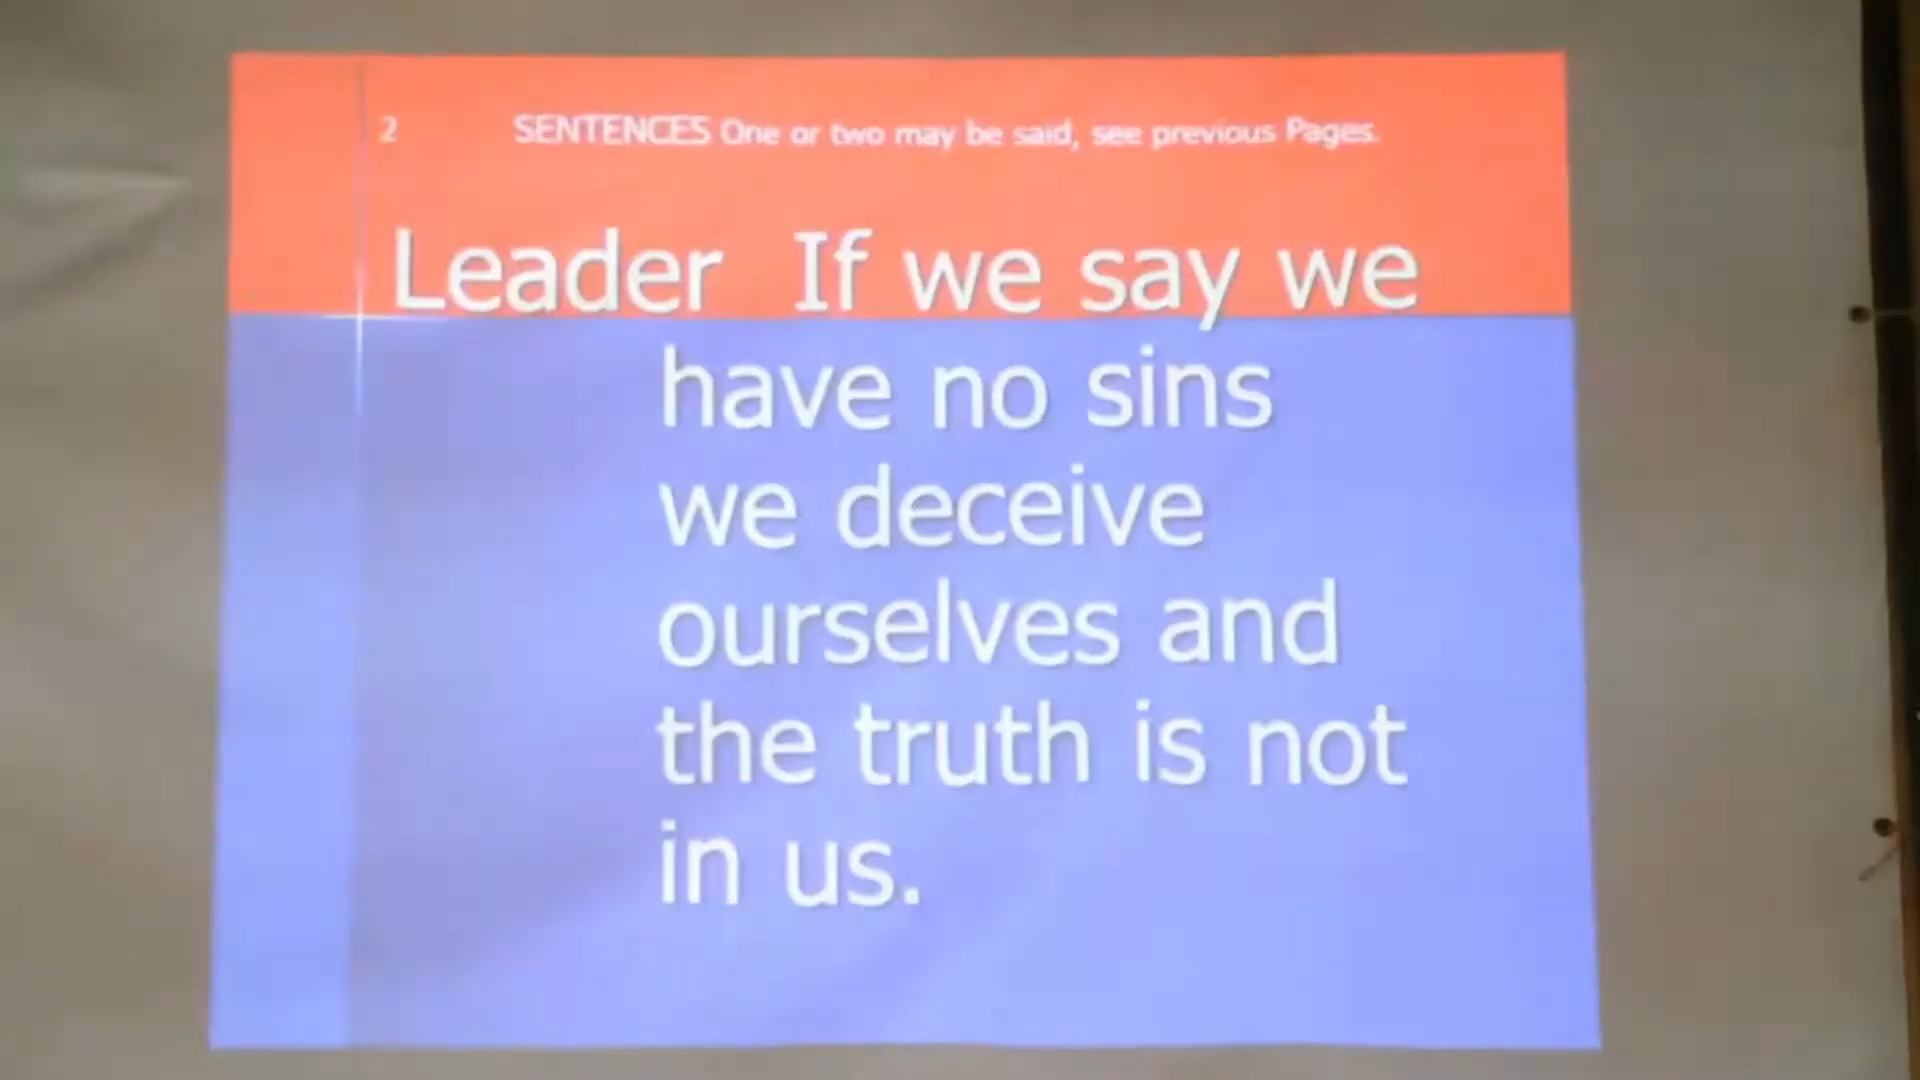 2 SENTENCES One or two may be said, see previous Pages.
Leader If we say we
have no sins
we deceive
ourselves and
the truth is not
in us.